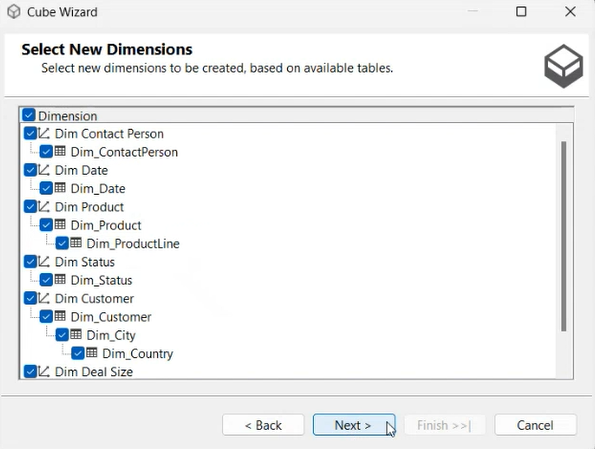 Cube Wizard
Select New Dimensions
Select new dimensions to be created, based on available tables.
Dimension
Dim Contact Person
Dim_ContactPerson
Dim Date
Dim_Date
Dim Product
Dim_Product
Dim_ProductLine
Dim Status
Dim_Status
Dim Customer
Dim_Customer
Dim_City
Dim_Country
Dim Deal Size
< Back Next > Finish >>| Cancel